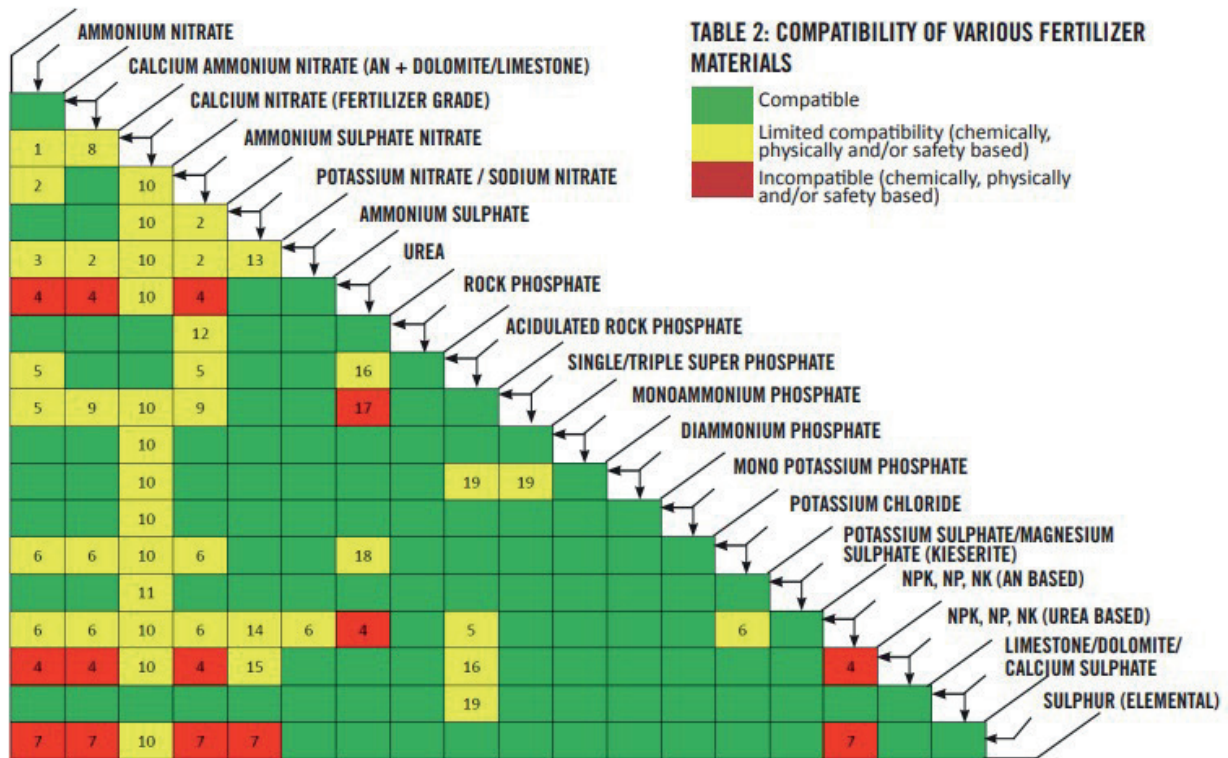 TABLE 2: COMPATIBILITY OF VARIOUS FERTILIZER
MATERIALS
Compatible
Limited compatibility (chemically,
physically and/or safety based)
Incompatible (chemically, physically
and/or safety based)
AMMONIUM NITRATE
CALCIUM AMMONIUM NITRATE (AN + DOLOMITE/LIMESTONE)
CALCIUM NITRATE (FERTILIZER GRADE)
AMMONIUM SULPHATE NITRATE
POTASSIUM NITRATE / SODIUM NITRATE
AMMONIUM SULPHATE
UREA
ROCK PHOSPHATE
ACIDULATED ROCK PHOSPHATE
SINGLE/TRIPLE SUPER PHOSPHATE
MONOAMMONIUM PHOSPHATE
DIAMMONIUM PHOSPHATE
MONO POTASSIUM PHOSPHATE
POTASSIUM CHLORIDE
POTASSIUM SULPHATE/MAGNESIUM
SULPHATE (KIESERITE)
NPK, NP, NK (AN BASED)
NPK, NP, NK (UREA BASED)
LIMESTONE/DOLOMITE/
CALCIUM SULPHATE
SULPHUR (ELEMENTAL)
1 8
2 10
10 2
3 2 10 2 13
4 4 10 4
12
5 5 16
5 9 10 9 17
10
10 19 19
10
6 6 10 6 18
11
6 6 10 6 14 6 4 5 6
4 4 10 4 15 16 4
19
7 7 10 7 7 7